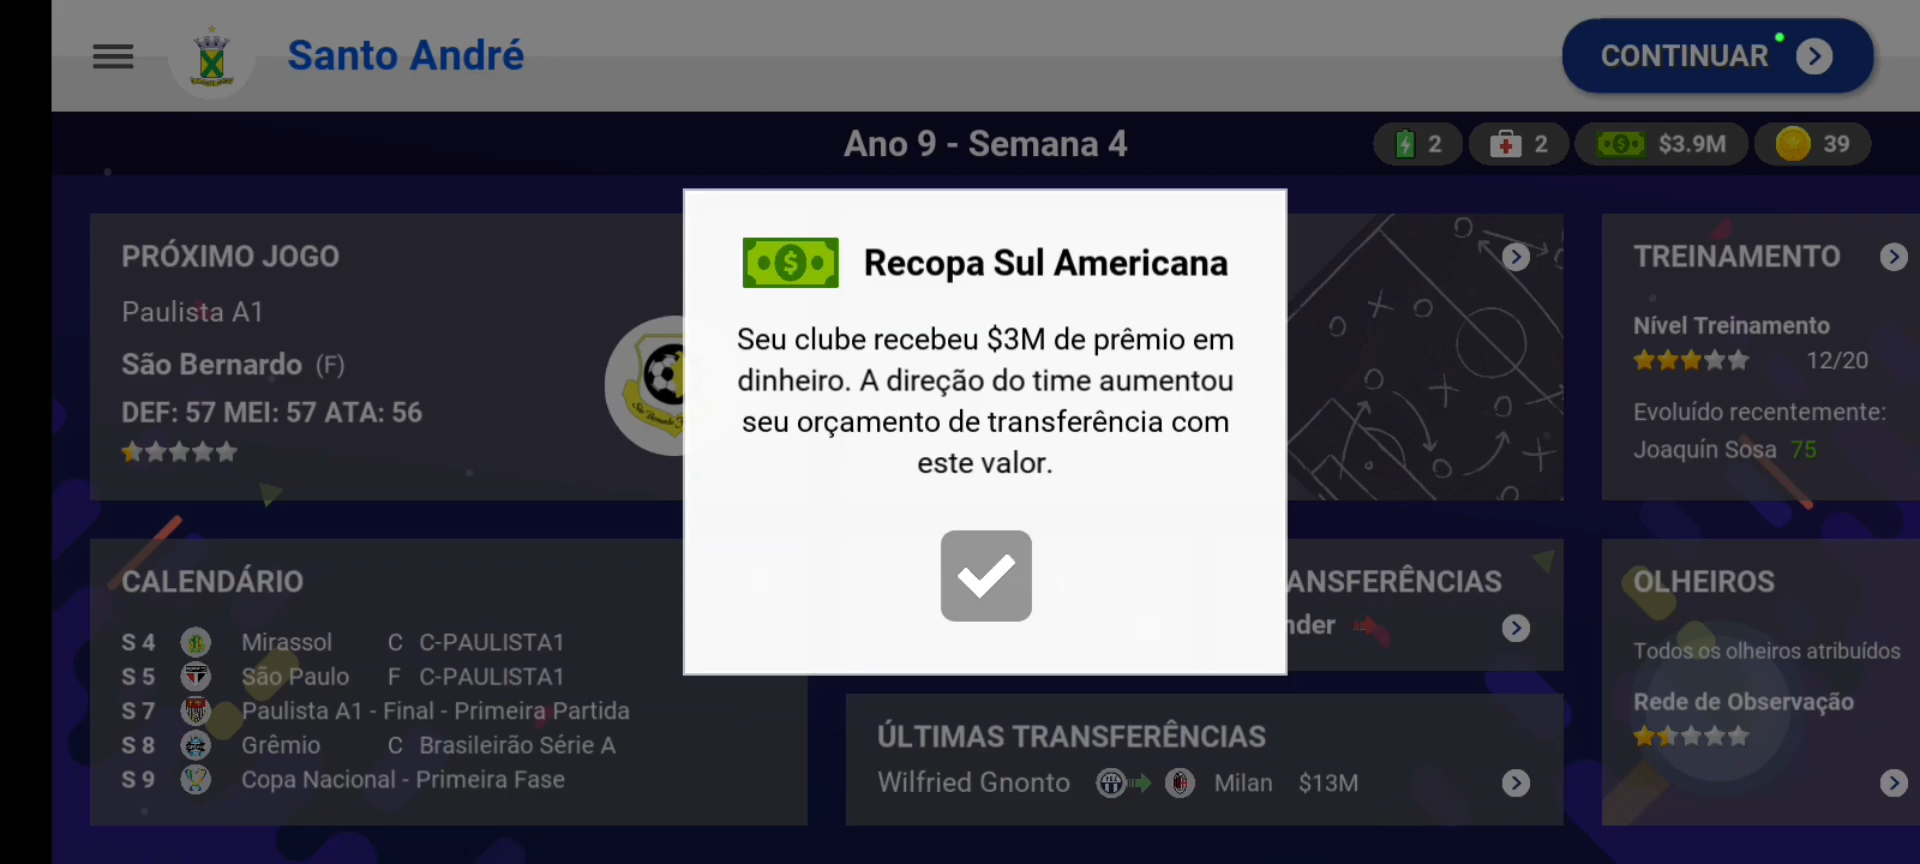 Santo André
CONTINUAR
Ano 9 - Semana 4
2
2
$3.9M
39
PRÓXIMO JOGO
Paulista A1
São Bernardo (F)
DEF: 57 MEI: 57 ATA: 56
Recopa Sul Americana
Seu clube recebeu $3M de prêmio em
dinheiro. A direção do time aumentou
seu orçamento de transferência com
este valor.
TREINAMENTO
Nível Treinamento
12/20
Evoluído recentemente:
Joaquín Sosa 75
CALENDÁRIO
S 4 Mirassol C C-PAULISTA1
S 5 São Paulo F C-PAULISTA1
S 7 Paulista A1 - Final - Primeira Partida
S 8 Grêmio C Brasileirão Série A
S 9 Copa Nacional - Primeira Fase
ANSFERÊNCIAS
nder
ÚLTIMAS TRANSFERÊNCIAS
Wilfried Gnonto Milan $13M
OLHEIROS
Todos os olheiros atribuídos
Rede de Observação